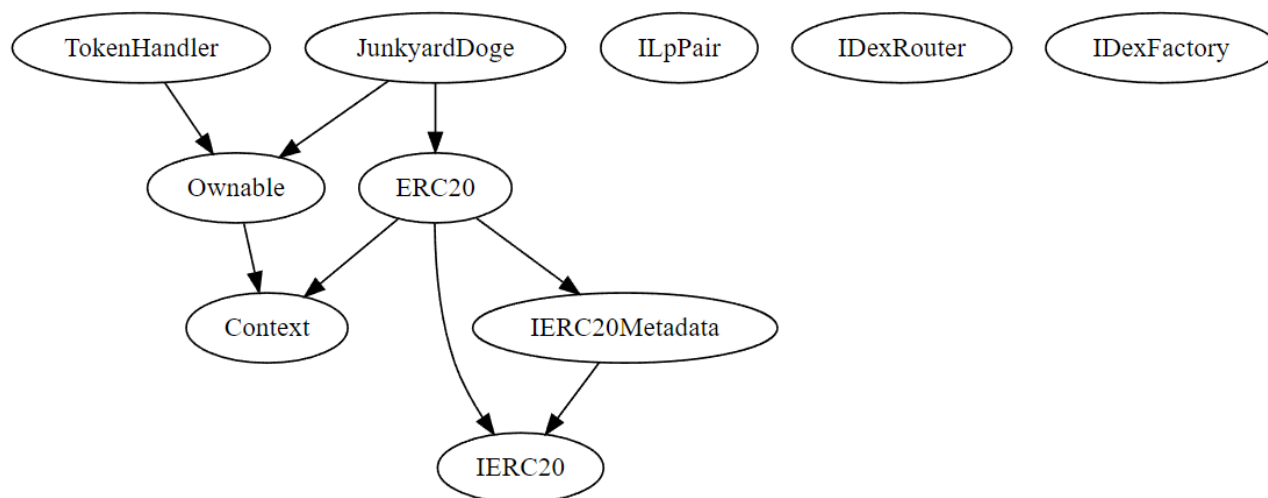 TokenHandler
JunkyardDoge
ILpPair
IDexRouter
IDexFactory
Ownable
ERC20
Context
IERC20Metadata
IERC20